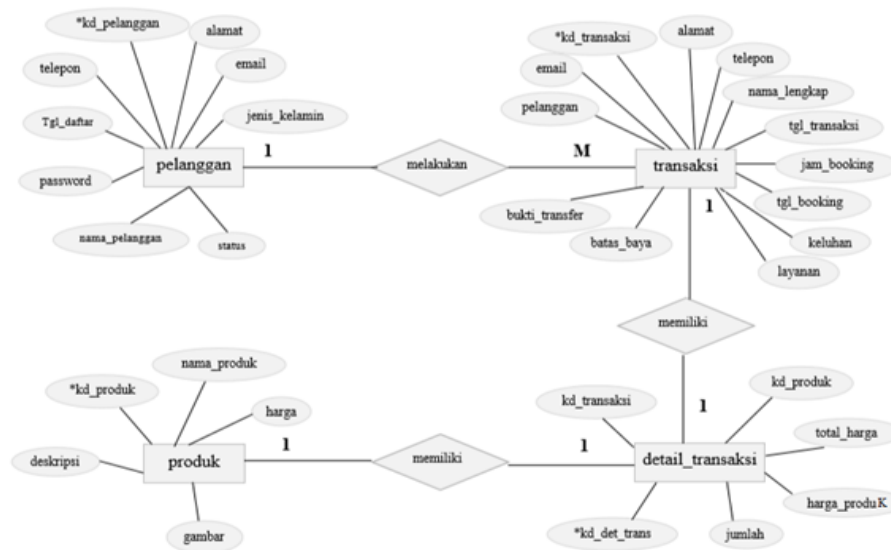 *kd_pelanggan
alamat
telepon
email
Tgl_daftar
jenis_kelamin
password
pelanggan
nama_pelanggan
status
1
melakukan
M
*kd_transaksi
alamat
email
telepon
pelanggan
nama_lengkap
tgl_transaksi
transaksi
jam_booking
bukti_transfer
1
tgl_booking
batas_baya
keluhan
layanan
memiliki
nama_produk
*kd_produk
harga
deskripsi
produk
gambar
1
memiliki
1
kd_transaksi
1
kd_produk
total_harga
detail_transaksi
harga_produK
*kd_det_trans
jumlah